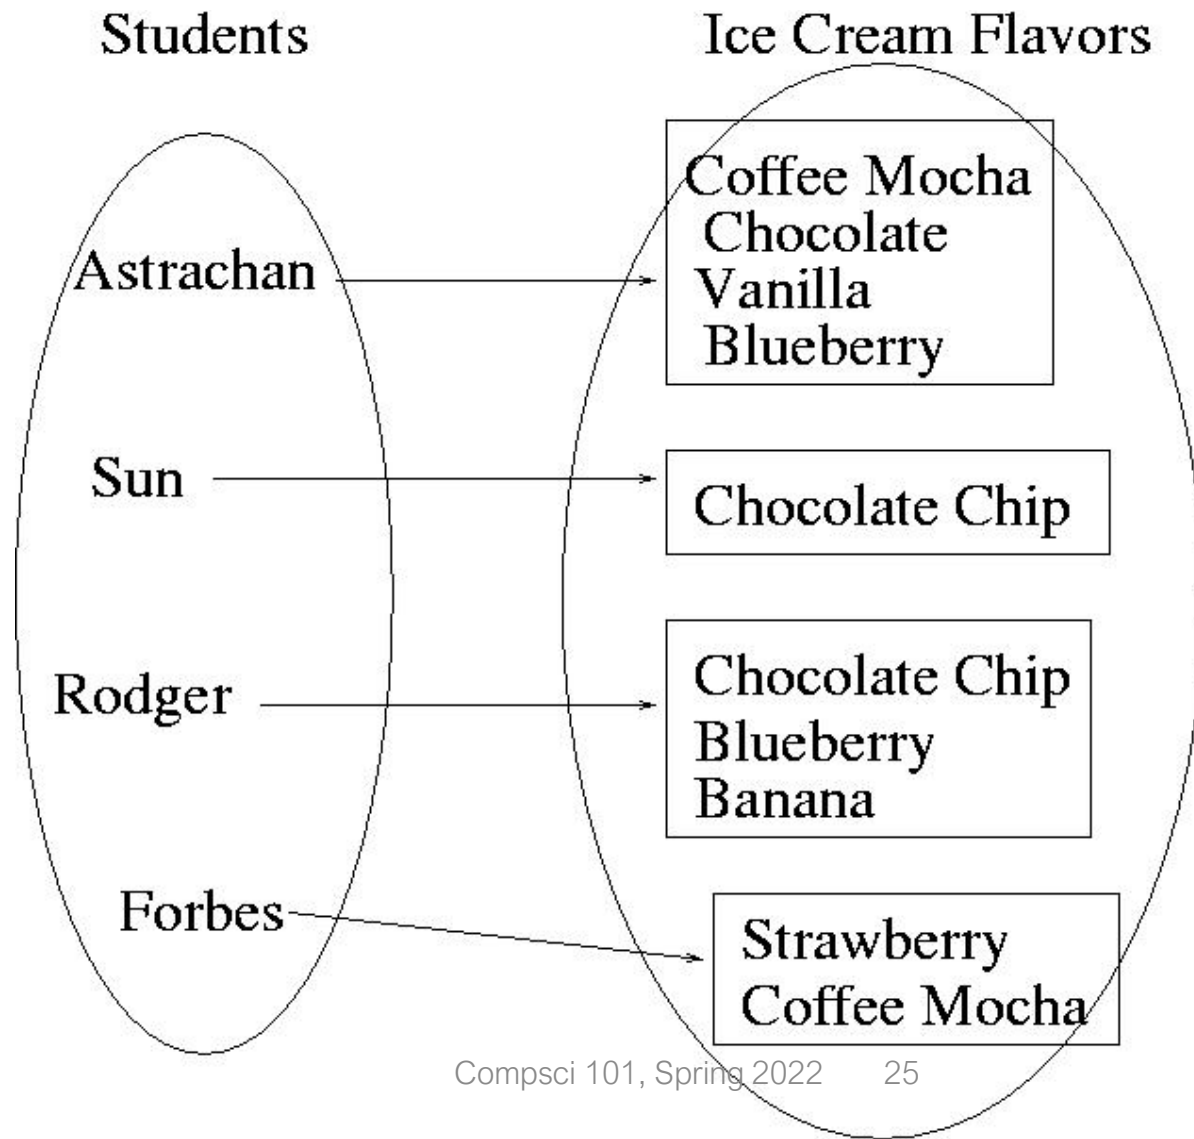 Students
Ice Cream Flavors
Astrachan
Coffee Mocha
Chocolate
Vanilla
Blueberry
Sun
Chocolate Chip
Rodger
Chocolate Chip
Blueberry
Banana
Forbes
Strawberry
Coffee Mocha
Compsci 101, Spring 2022 25